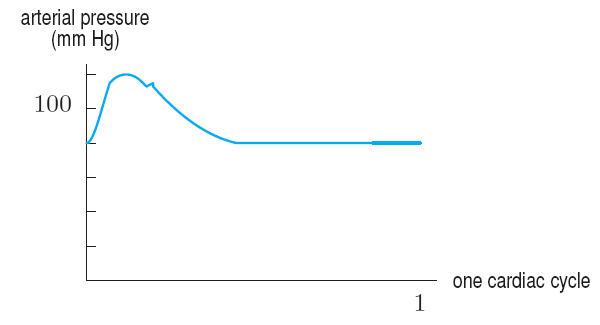 arterial pressure
(mm Hg)
100
one cardiac cycle
1